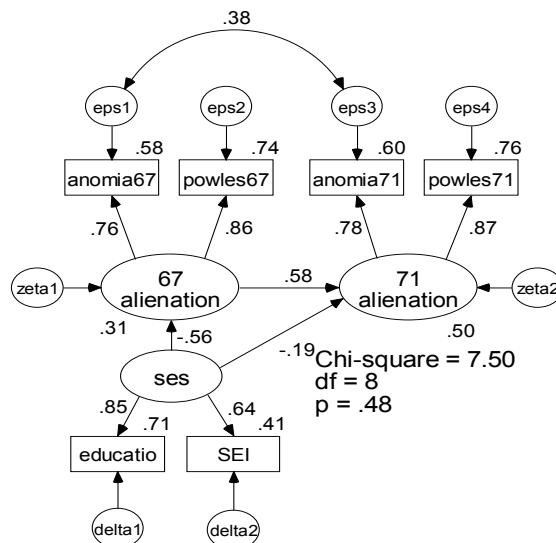 .38
eps1
eps2
eps3
eps4
.58
.74
.60
.76
anomia67
powles67
anomia71
powles71
.76
.86
.78
.87
zeta1
67
alienation
.58
71
alienation
zeta2
.31
-.56
-.19
.50
Chi-square = 7.50
df = 8
p = .48
ses
.85
.71
.64
.41
educatio
SEI
delta1
delta2